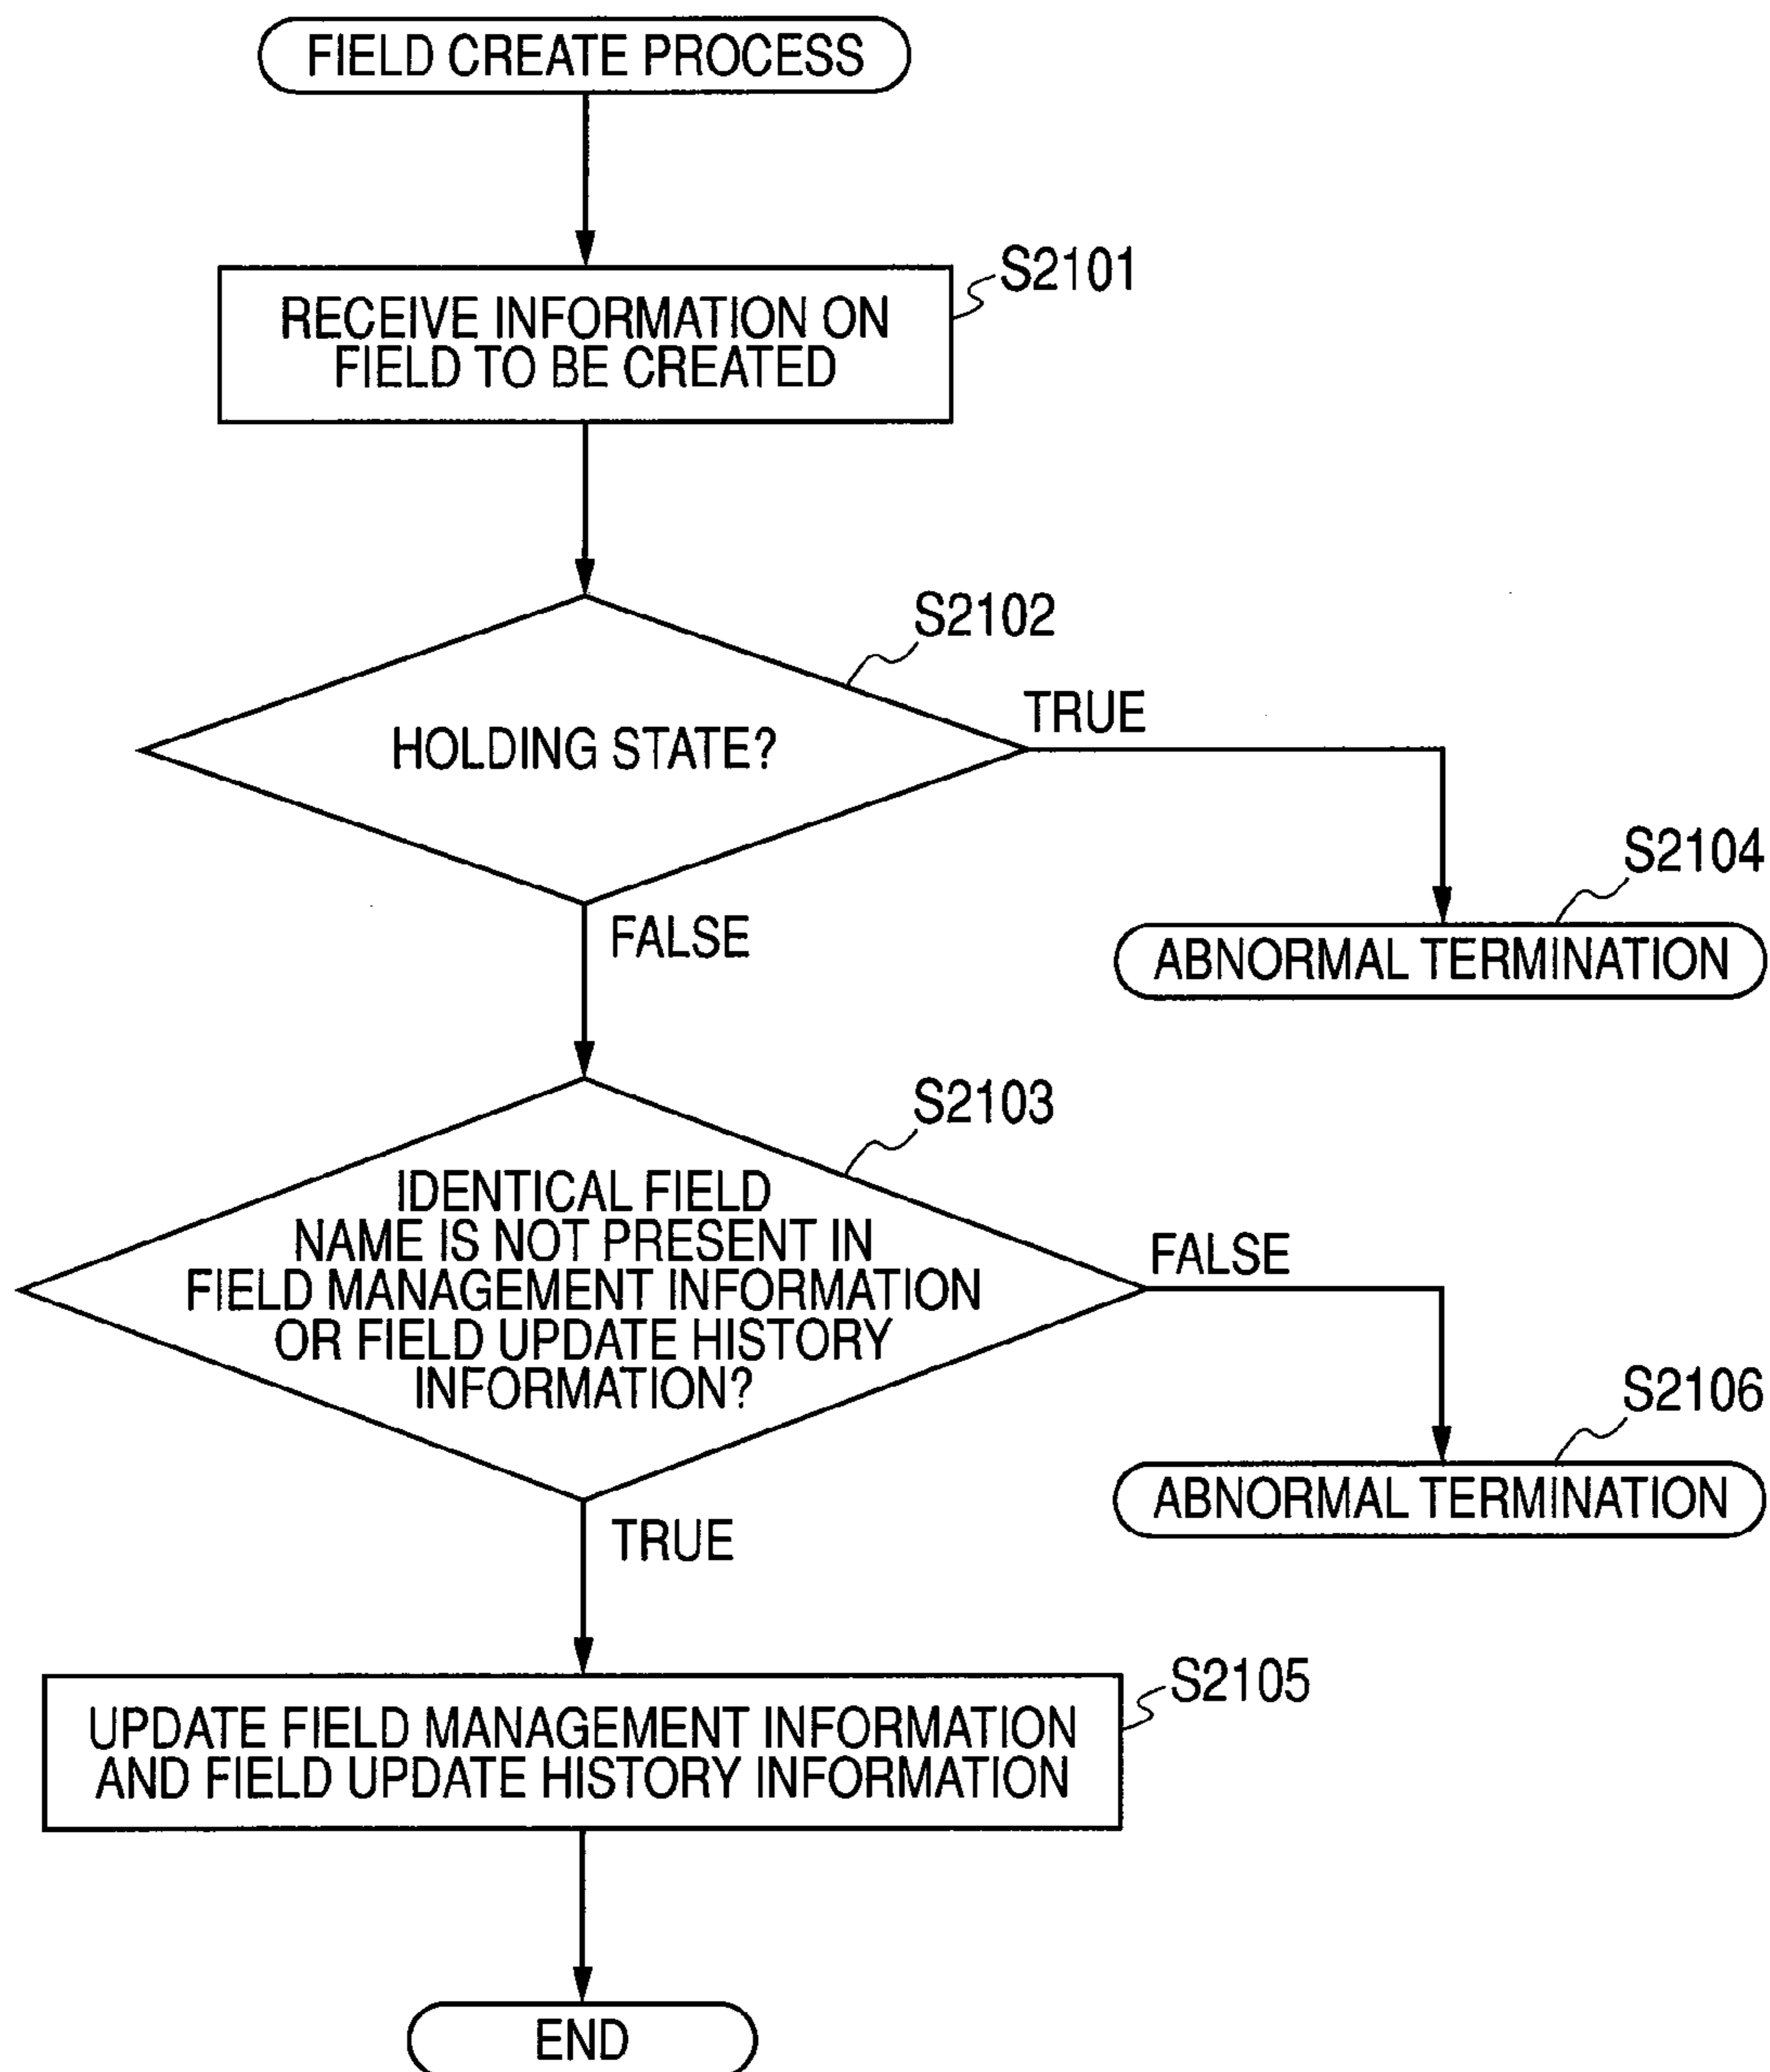 FIELD CREATE PROCESS
S2101
RECEIVE INFORMATION ON
FIELD TO BE CREATED
S2102
HOLDING STATE?
TRUE
S2104
FALSE
ABNORMAL TERMINATION
S2103
IDENTICAL FIELD
NAME IS NOT PRESENT IN
FIELD MANAGEMENT INFORMATION
OR FIELD UPDATE HISTORY
INFORMATION?
FALSE
S2106
ABNORMAL TERMINATION
TRUE
S2105
UPDATE FIELD MANAGEMENT INFORMATION
AND FIELD UPDATE HISTORY INFORMATION
END